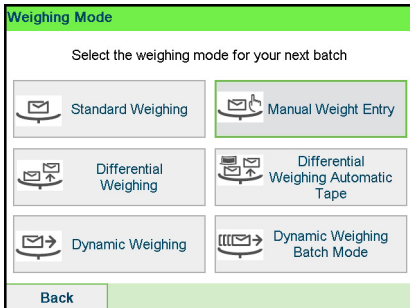 Weighing Mode
Select the weighing mode for your next batch
Standard Weighing
Manual Weight Entry
Differential
Weighing
Differential
Weighing Automatic
Tape
Dynamic Weighing
Dynamic Weighing
Batch Mode
Back